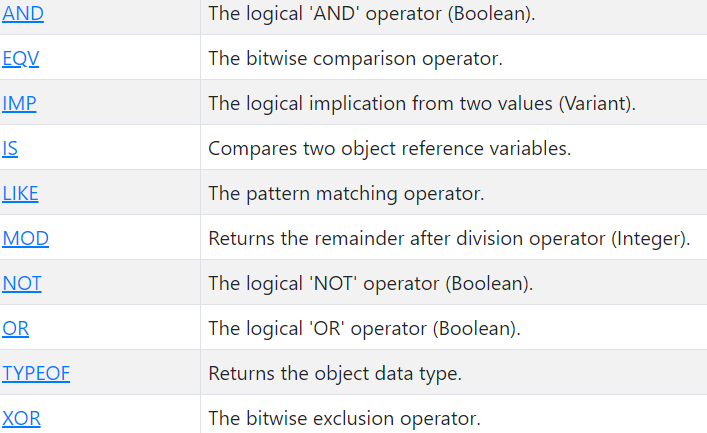 AND The logical 'AND' operator (Boolean).
EQV The bitwise comparison operator.
IMP The logical implication from two values (Variant).
IS Compares two object reference variables.
LIKE The pattern matching operator.
MOD Returns the remainder after division operator (Integer).
NOT The logical 'NOT' operator (Boolean).
OR The logical 'OR' operator (Boolean).
TYPEOF Returns the object data type.
XOR The bitwise exclusion operator.